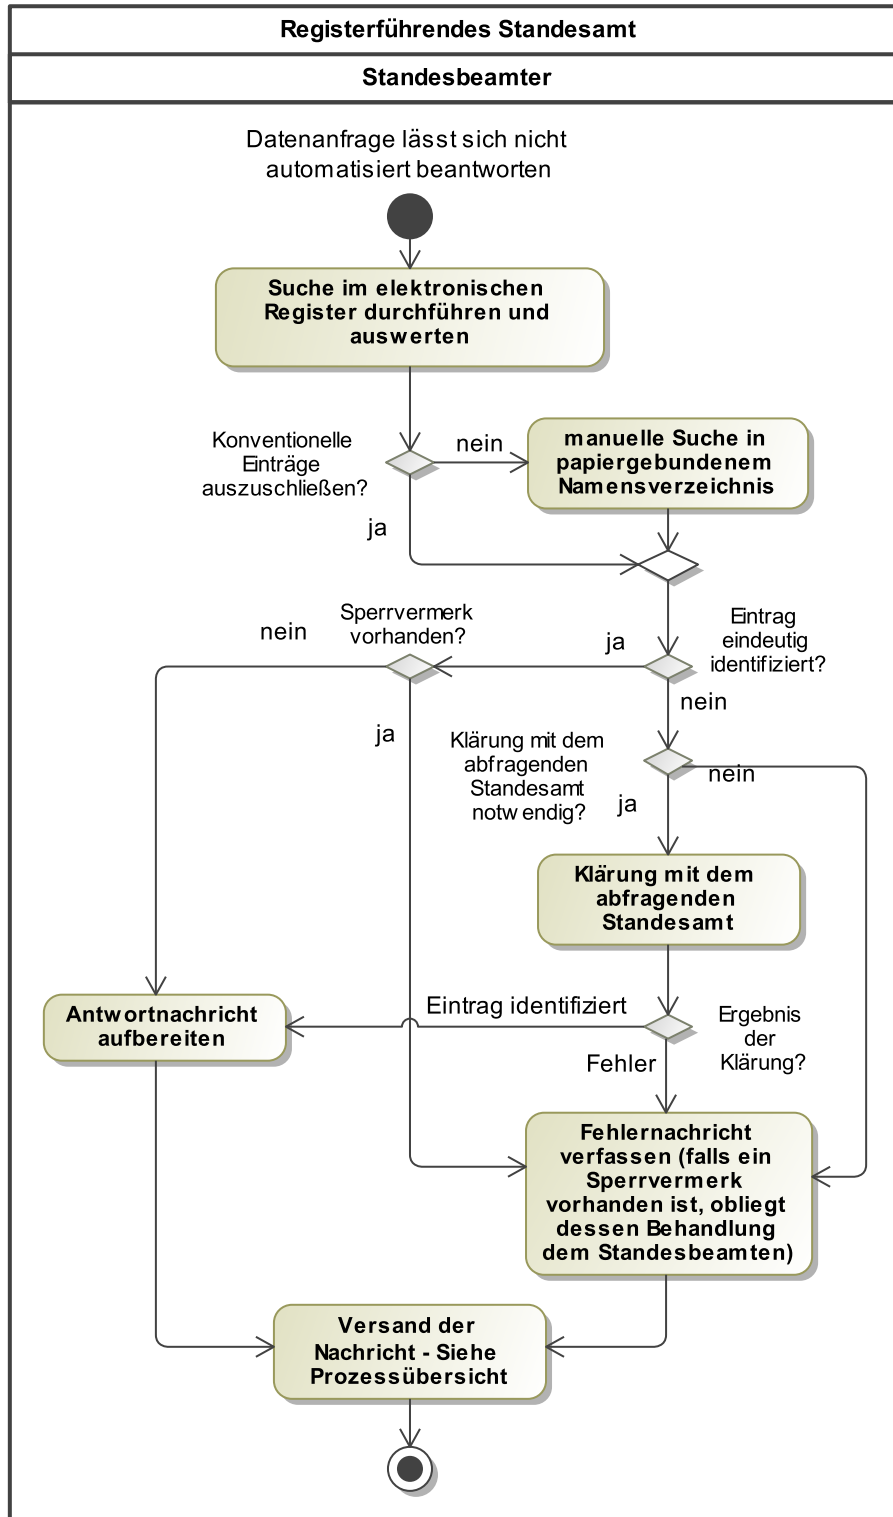 Registerführendes Standesamt
Standesbeamter
Datenanfrage lässt sich nicht
automatisiert beantworten
Suche im elektronischen
Register durchführen und
auswerten
Konventionelle
Einträge
auszuschließen?
nein
manuelle Suche in
papiergebundenem
Namensverzeichnis
ja
Sperrvermerk
vorhanden?
nein
ja
Eintrag
eindeutig
identifiziert?
nein
ja
Klärung mit dem
abfragenden
Standesamt
notwendig?
nein
ja
Klärung mit dem
abfragenden
Standesamt
Antwortnachricht
aufbereiten
Eintrag identifiziert
Ergebnis
der
Klärung?
Fehler
Fehlernachricht
verfassen (falls ein
Sperrvermerk
vorhanden ist, obliegt
dessen Behandlung
dem Standesbeamten)
Versand der
Nachricht - Siehe
Prozessübersicht